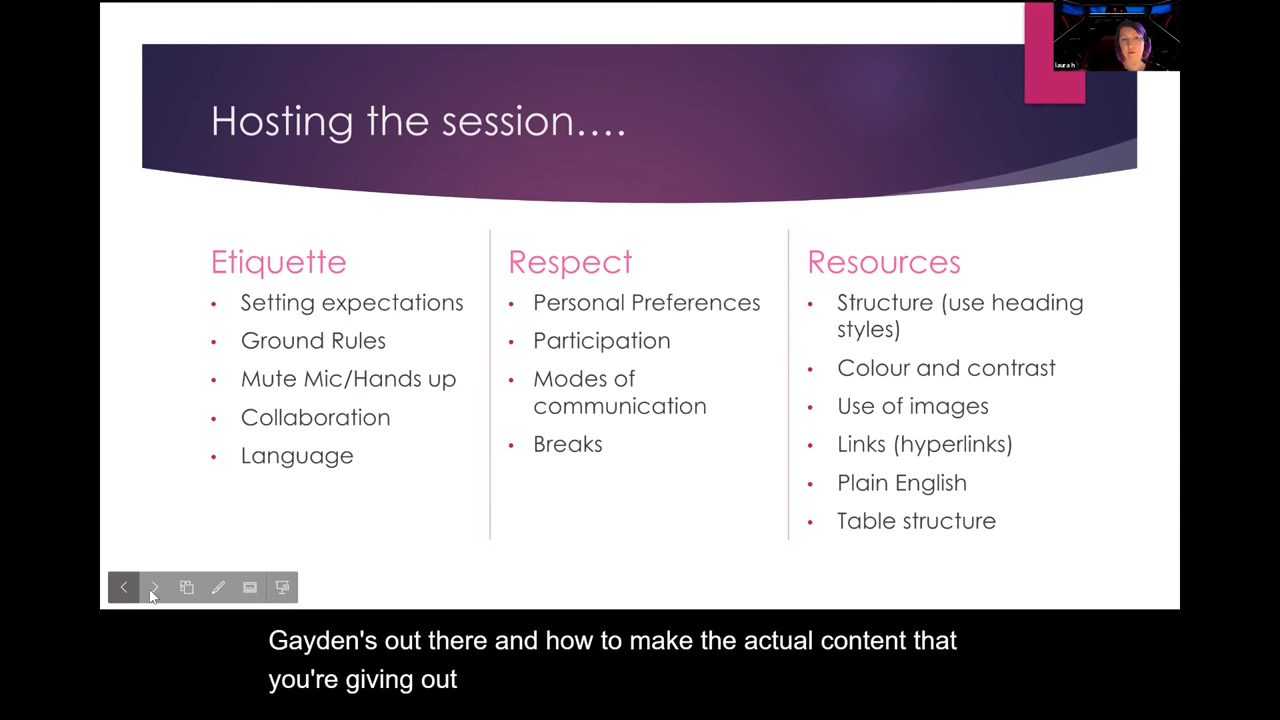 laura h
Hosting the session....
Etiquette
• Setting expectations
• Ground Rules
• Mute Mic/Hands up
• Collaboration
• Language
Respect
• Personal Preferences
• Participation
• Modes of
communication
• Breaks
Resources
• Structure (use heading
styles)
• Colour and contrast
• Use of images
• Links (hyperlinks)
• Plain English
• Table structure
Gayden's out there and how to make the actual content that
you're giving out